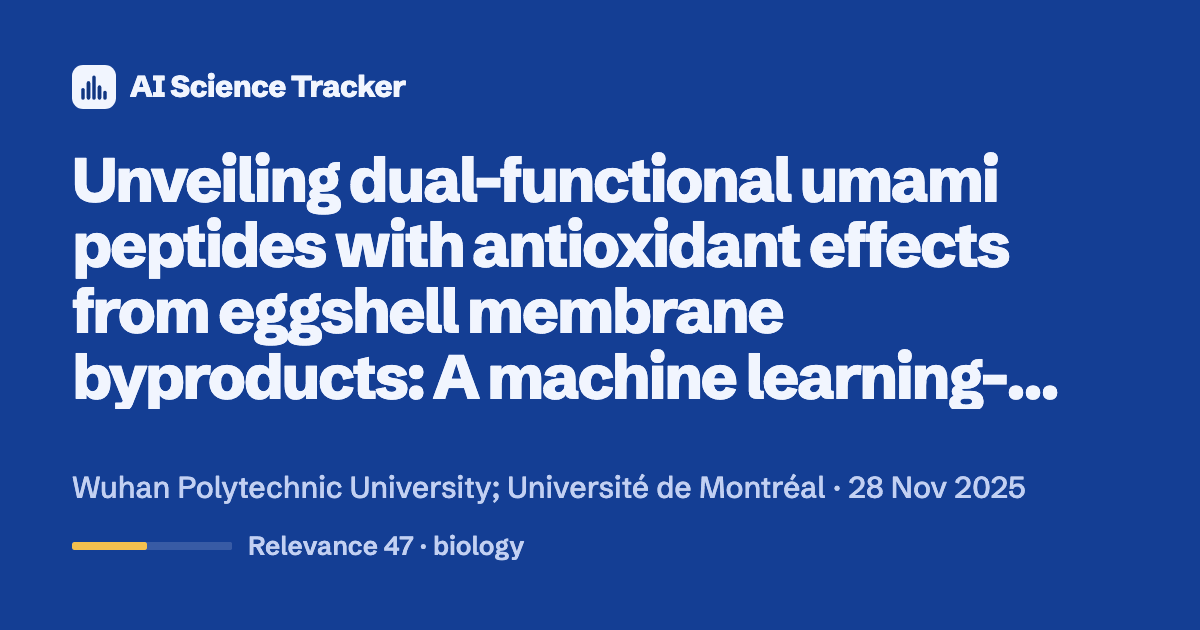 AI Science Tracker
Unveiling dual-functional umami
peptides with antioxidant effects
from eggshell membrane
byproducts: A machine learning-...
Wuhan Polytechnic University; Université de Montréal · 28 Nov 2025
Relevance 47 · biology